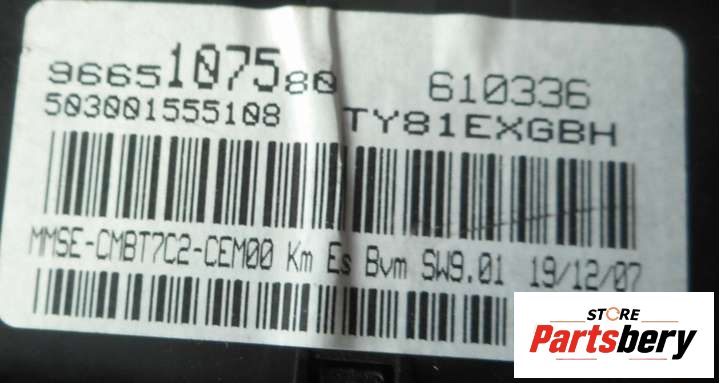 9665107580 610336
503001555108 TY81EXGBH
MMSE-CMBT7C2-CEM00 Km Es Bvm SW9.01 19/12/07
STORE
Partsbery